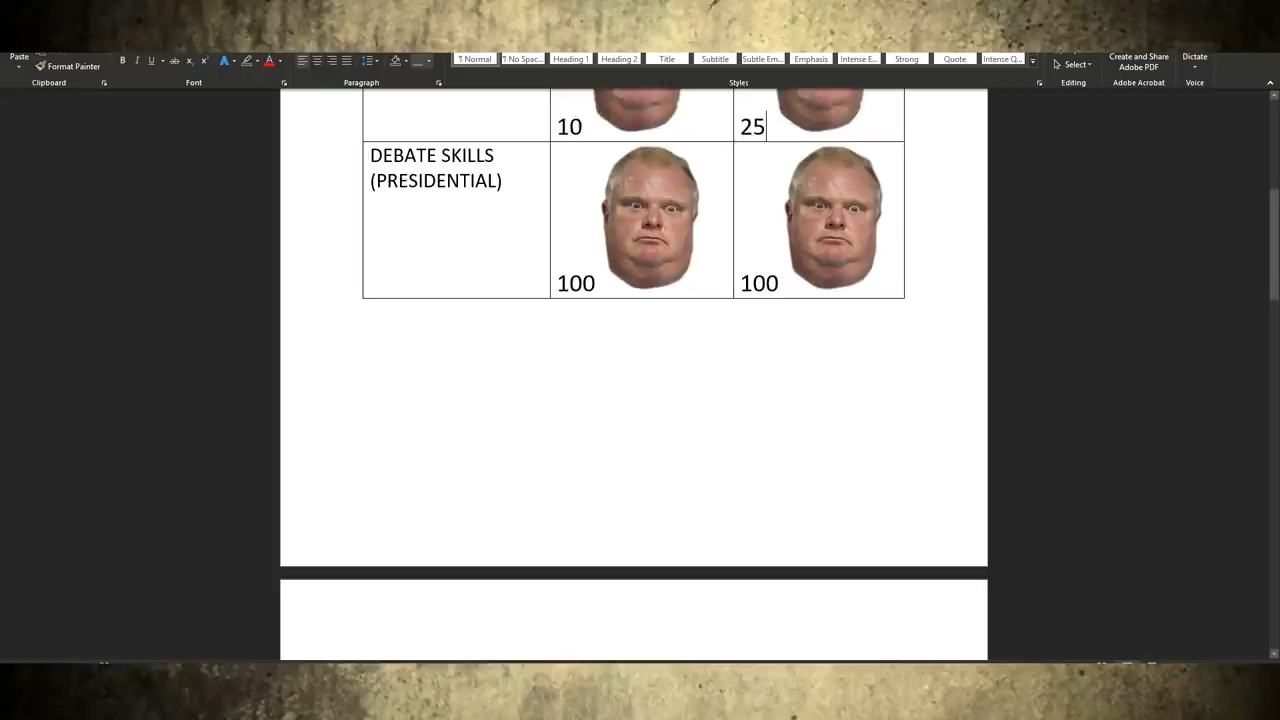 Paste
Format Painter
B I U ab x x A A
¶ Normal ¶ No Spac... Heading 1 Heading 2 Title Subtitle Subtle Em... Emphasis Intense E... Strong Quote Intense Q...
Select
Create and Share
Adobe PDF
Dictate
Clipboard Font Paragraph Styles Editing Adobe Acrobat Voice
10 25
DEBATE SKILLS
(PRESIDENTIAL)
100 100